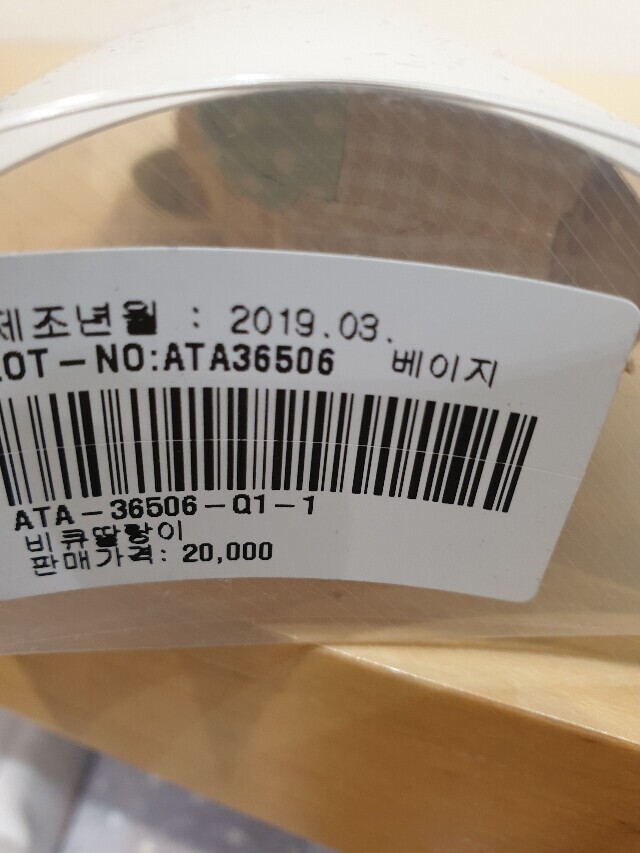 제조년월 : 2019.03.
LOT-NO:ATA36506 베이지
ATA-36506-Q1-1
비큐딸랑이
판매가격: 20,000